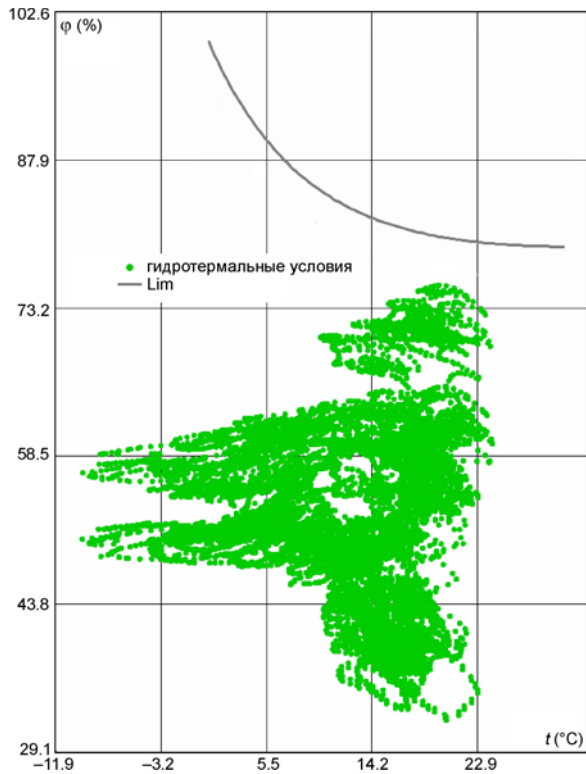 102.6
φ (%)
87.9
гидротермальные условия
Lim
73.2
58.5
43.8
29.1
t (°C)
–11.9 –3.2 5.5 14.2 22.9